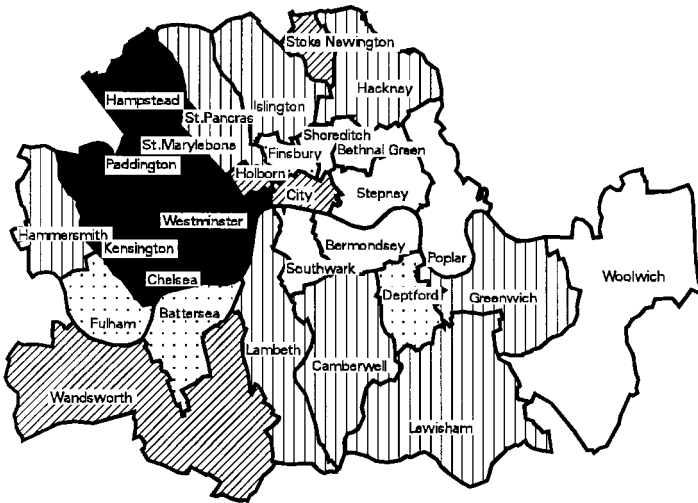 Stoke Newington
Hampstead
Hackney
Islington
St.Pancras
Shoreditch
St.Marylebone
Finsbury
Bethnal Green
Paddington
Holborn
City
Stepney
Westminster
Hammersmith
Kensington
Bermondsey
Poplar
Southwark
Woolwich
Chelsea
Deptford
Greenwich
Battersea
Fulham
Lambeth
Camberwell
Wandsworth
Lewisham